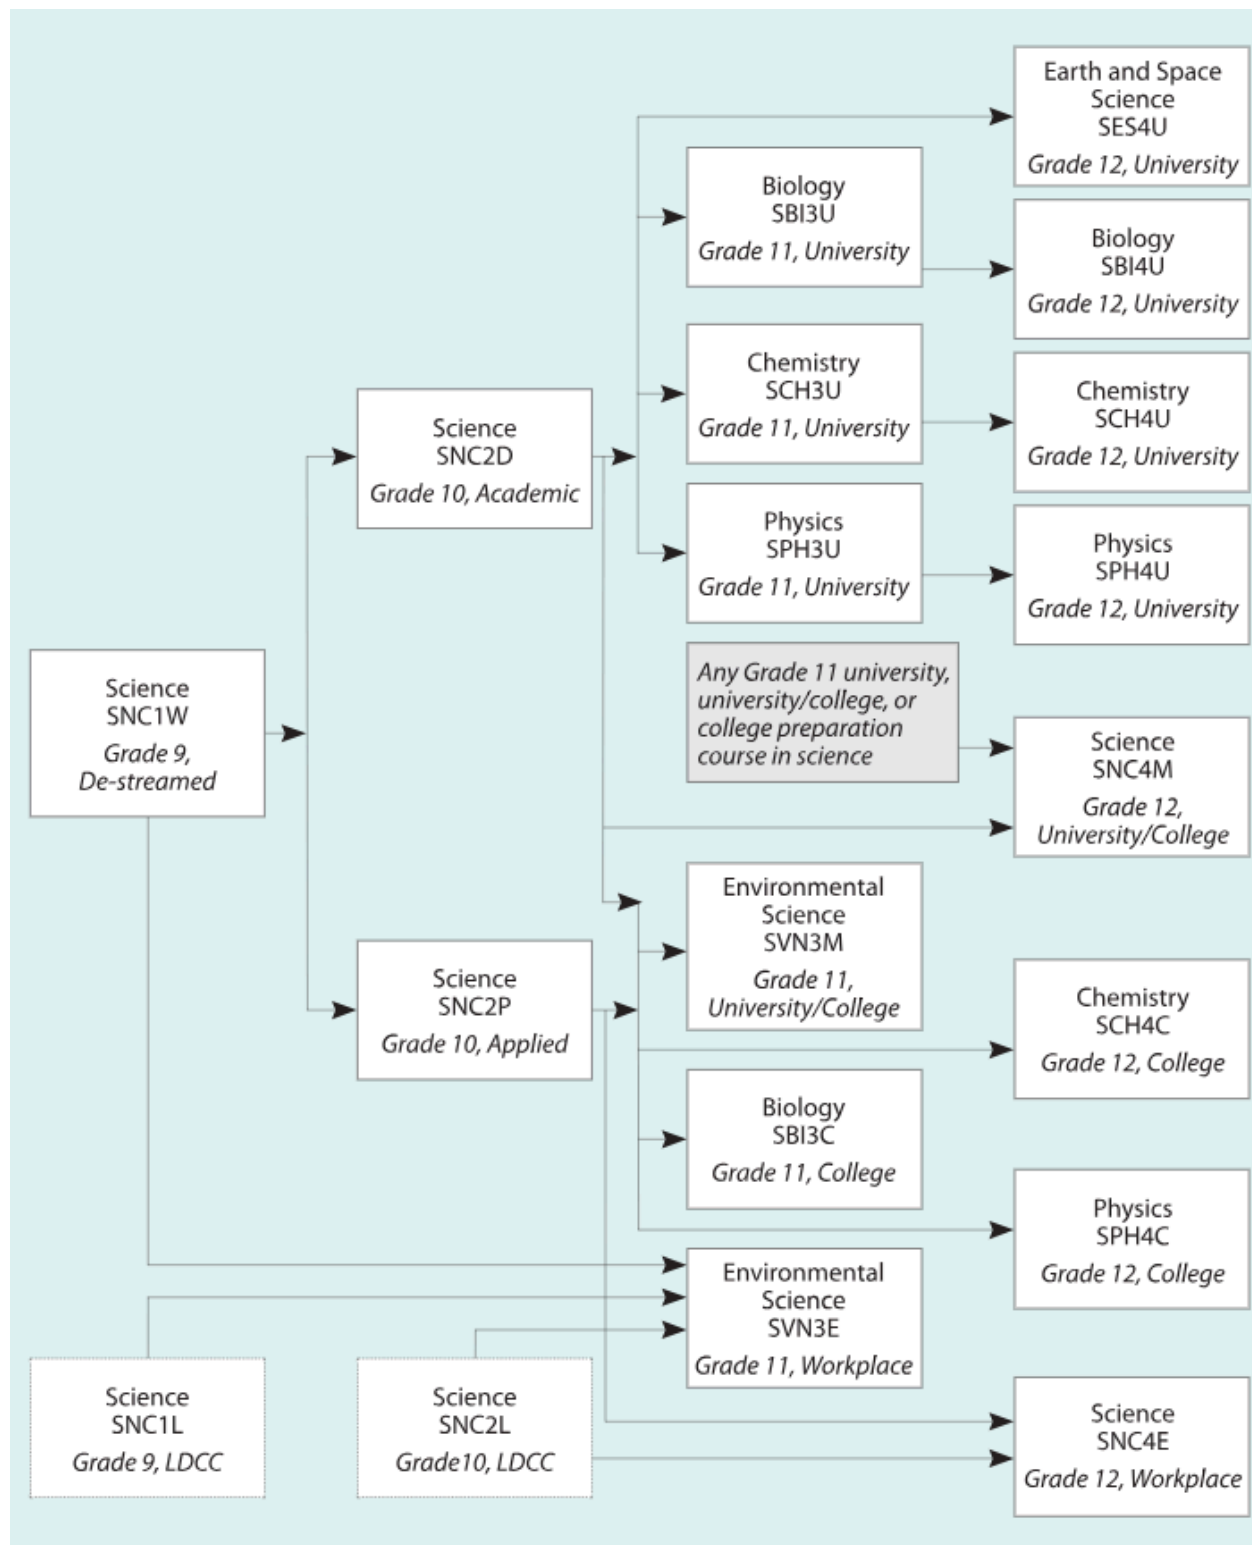 Earth and Space
Science
SES4U
Grade 12, University
Biology
SBI3U
Grade 11, University
Biology
SBI4U
Grade 12, University
Chemistry
SCH3U
Grade 11, University
Chemistry
SCH4U
Grade 12, University
Science
SNC2D
Grade 10, Academic
Physics
SPH3U
Grade 11, University
Physics
SPH4U
Grade 12, University
Science
SNC1W
Grade 9,
De-streamed
Any Grade 11 university,
university/college, or
college preparation
course in science
Science
SNC4M
Grade 12,
University/College
Environmental
Science
SVN3M
Grade 11,
University/College
Science
SNC2P
Grade 10, Applied
Chemistry
SCH4C
Grade 12, College
Biology
SBI3C
Grade 11, College
Physics
SPH4C
Grade 12, College
Environmental
Science
SVN3E
Grade 11, Workplace
Science
SNC1L
Grade 9, LDCC
Science
SNC2L
Grade10, LDCC
Science
SNC4E
Grade 12, Workplace